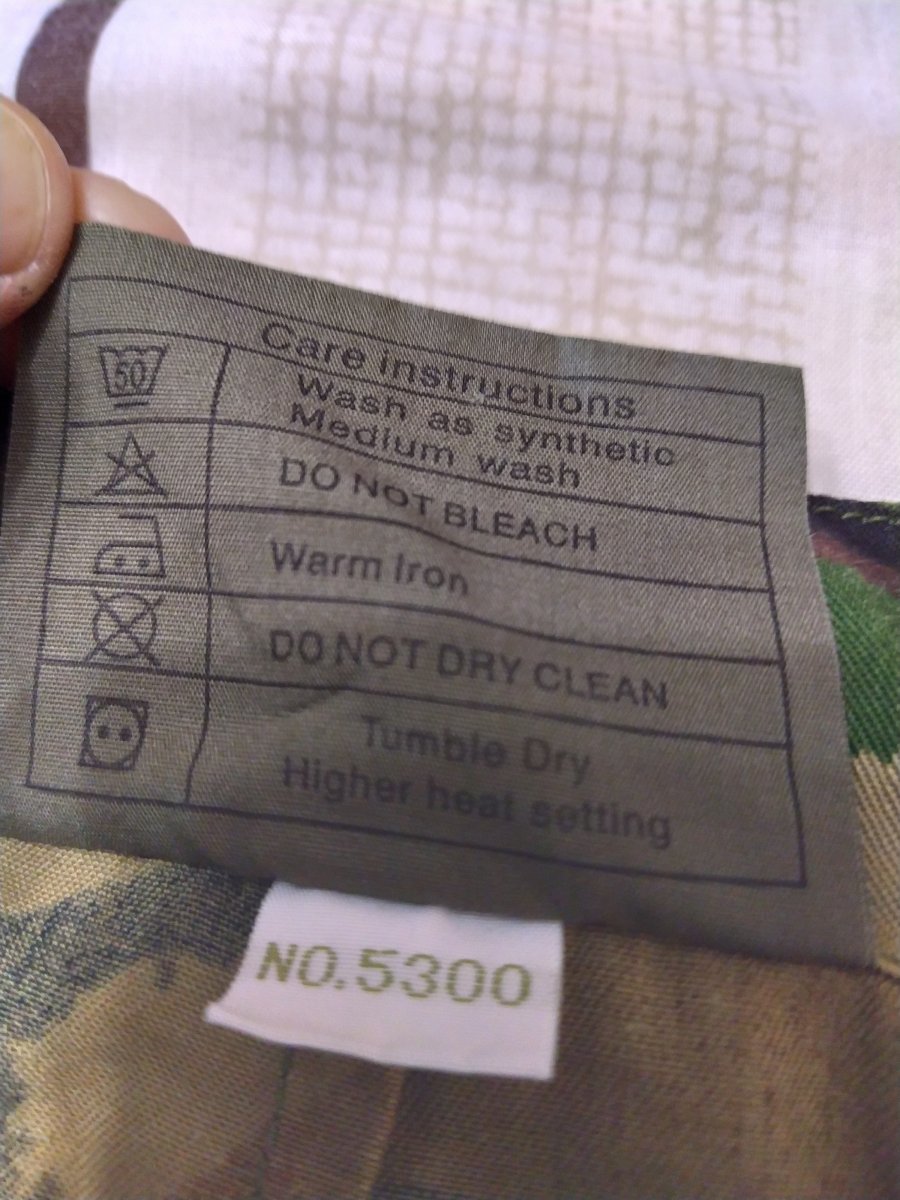 Care instructions
50
Wash as synthetic
Medium wash
DO NOT BLEACH
Warm Iron
DO NOT DRY CLEAN
Tumble Dry
Higher heat setting
NO.5300